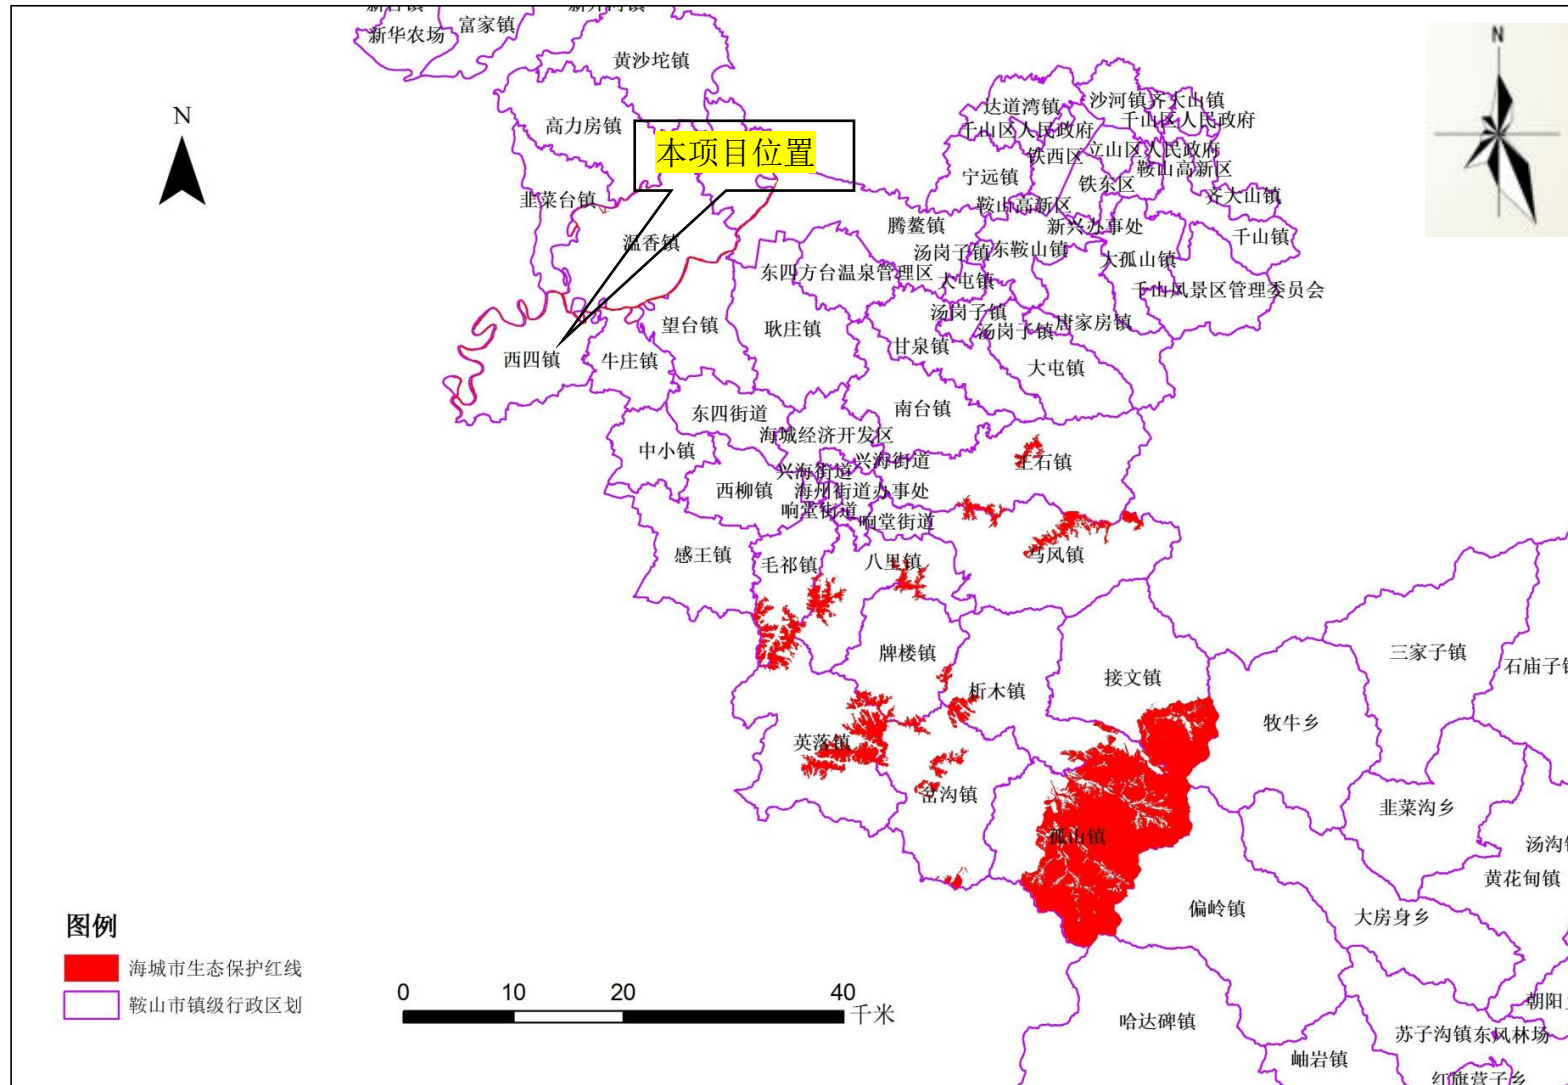 新华农场
富家镇
黄沙坨镇
N
N
高力房镇
达道湾镇
沙河镇
齐大山镇
千山区人民政府
千山区人民政府
本项目位置
铁西区
立山区人民政府
鞍山高新区
宁远镇
铁东区
韭菜台镇
鞍山高新区
齐大山镇
温香镇
腾鳌镇
新兴办事处
千山镇
汤岗子镇
东鞍山镇
大孤山镇
东四方台温泉管理区
大屯镇
千山风景区管理委员会
汤岗子镇
望台镇
耿庄镇
汤岗子镇
唐家房镇
甘泉镇
西四镇
牛庄镇
大屯镇
东四街道
南台镇
海城经济开发区
中小镇
兴海街道
兴海街道
王石镇
西柳镇
海州街道办事处
响堂街道
响堂街道
感王镇
毛祁镇
八里镇
马风镇
牌楼镇
三家子镇
接文镇
析木镇
牧牛乡
英落镇
岔沟镇
韭菜沟乡
孤山镇
黄花甸镇
偏岭镇
大房身乡
图例
海城市生态保护红线
鞍山市镇级行政区划
0
10
20
40
千米
哈达碑镇
苏子沟镇
东风林场
岫岩镇